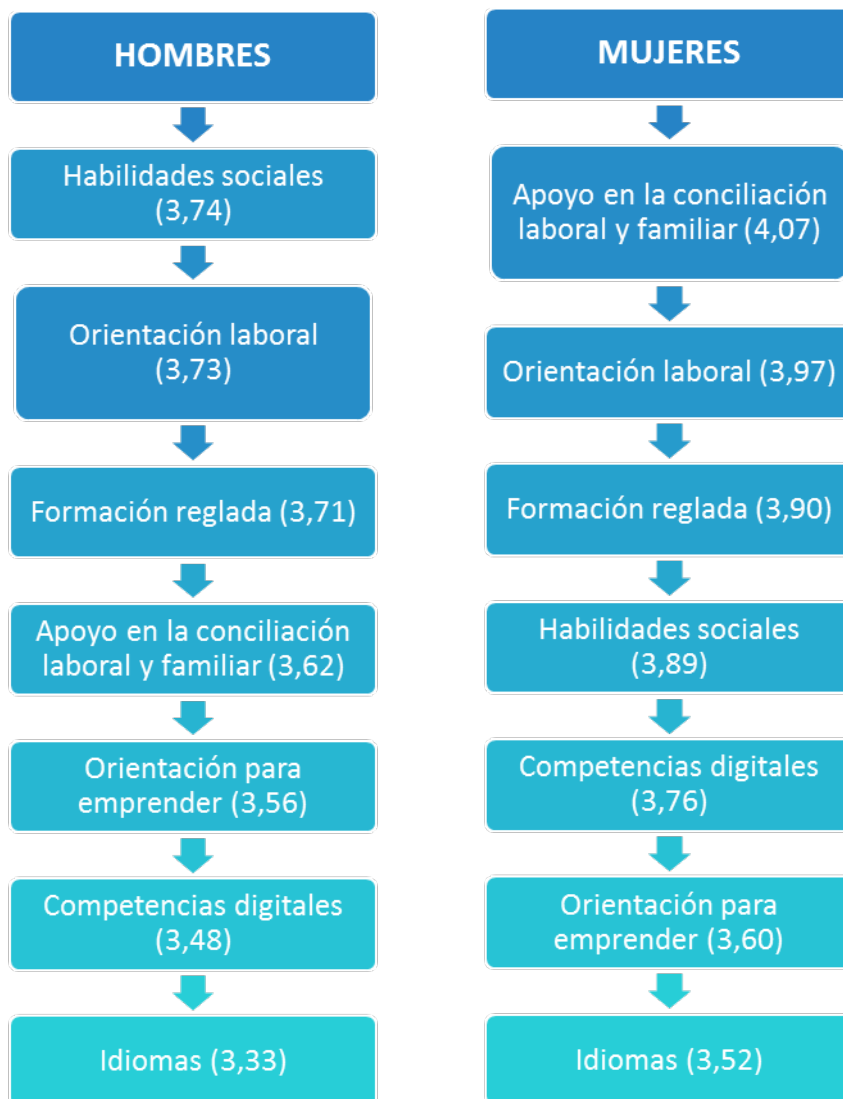 HOMBRES
Habilidades sociales
(3,74)
Orientación laboral
(3,73)
Formación reglada (3,71)
Apoyo en la conciliación
laboral y familiar (3,62)
Orientación para
emprender (3,56)
Competencias digitales
(3,48)
Idiomas (3,33)
MUJERES
Apoyo en la conciliación
laboral y familiar (4,07)
Orientación laboral (3,97)
Formación reglada (3,90)
Habilidades sociales
(3,89)
Competencias digitales
(3,76)
Orientación para
emprender (3,60)
Idiomas (3,52)